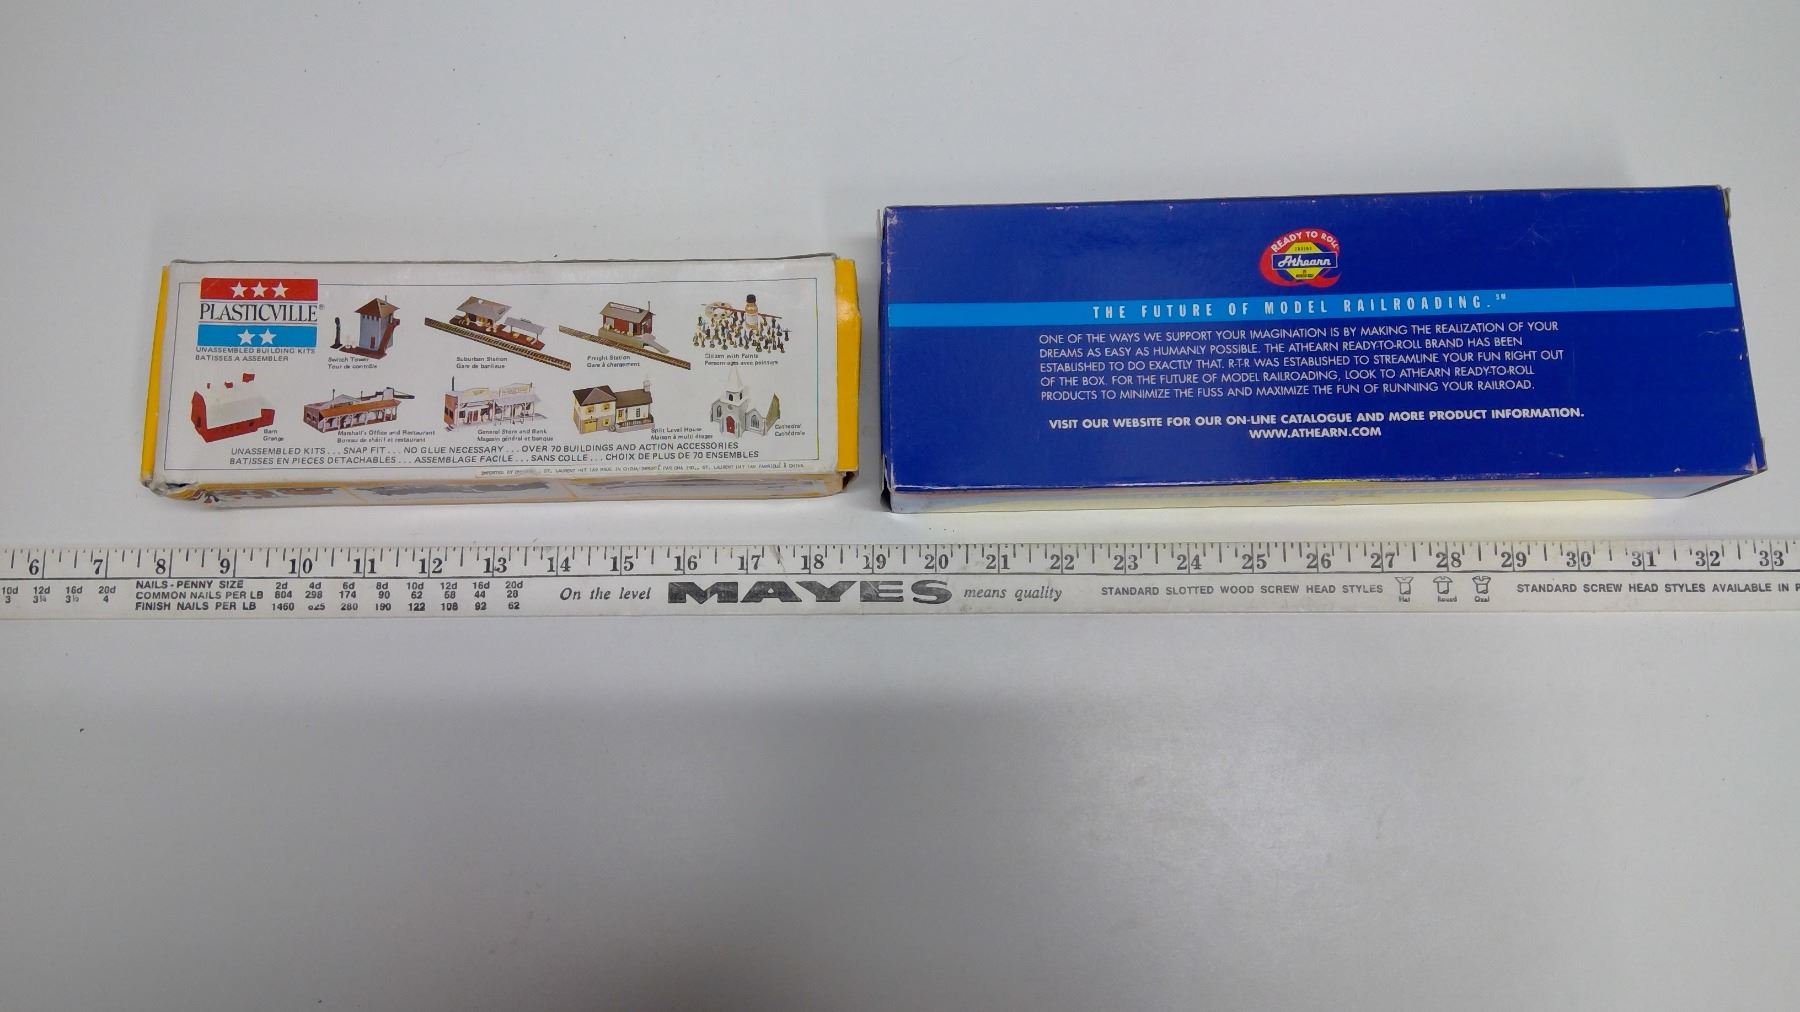 PLASTICVILLE®
UNASSEMBLED BUILDING KITS
BATISSES A ASSEMBLER
Switch Tower
Tour de contrôle
Suburban Station
Gare de banlieue
Freight Station
Gare à chargement
Citizen with Paints
Personnages avec peinture
Barn
Grange
Marshall's Office and Restaurant
Bureau de shérif et restaurant
General Store and Bank
Magasin général et banque
Split Level House
Maison à multi étages
Cathedral
Cathédrale
UNASSEMBLED KITS... SNAP FIT... NO GLUE NECESSARY... OVER 70 BUILDINGS AND ACTION ACCESSORIES
BATISSES EN PIECES DETACHABLES... ASSEMBLAGE FACILE... SANS COLLE... CHOIX DE PLUS DE 70 ENSEMBLES
READY TO ROLL
Athearn
THE FUTURE OF MODEL RAILROADING.℠
ONE OF THE WAYS WE SUPPORT YOUR IMAGINATION IS BY MAKING THE REALIZATION OF YOUR
DREAMS AS EASY AS HUMANLY POSSIBLE. THE ATHEARN READY-TO-ROLL BRAND HAS BEEN
ESTABLISHED TO DO EXACTLY THAT. R-T-R WAS ESTABLISHED TO STREAMLINE YOUR FUN RIGHT OUT
OF THE BOX. FOR THE FUTURE OF MODEL RAILROADING, LOOK TO ATHEARN READY-TO-ROLL
PRODUCTS TO MINIMIZE THE FUSS AND MAXIMIZE THE FUN OF RUNNING YOUR RAILROAD.
VISIT OUR WEBSITE FOR OUR ON-LINE CATALOGUE AND MORE PRODUCT INFORMATION.
WWW.ATHEARN.COM
6 7 8 9 10 11 12 13 14 15 16 17 18 19 20 21 22 23 24 25 26 27 28 29 30 31 32 33
10d 12d 16d 20d
3 3¼ 3½ 4
NAILS - PENNY SIZE 2d 4d 6d 8d 10d 12d 16d 20d
COMMON NAILS PER LB 804 298 174 90 62 58 44 28
FINISH NAILS PER LB 1460 280 190 122 108 92 62
On the level MAYES means quality
STANDARD SLOTTED WOOD SCREW HEAD STYLES
Flat Round Oval
STANDARD SCREW HEAD STYLES AVAILABLE IN